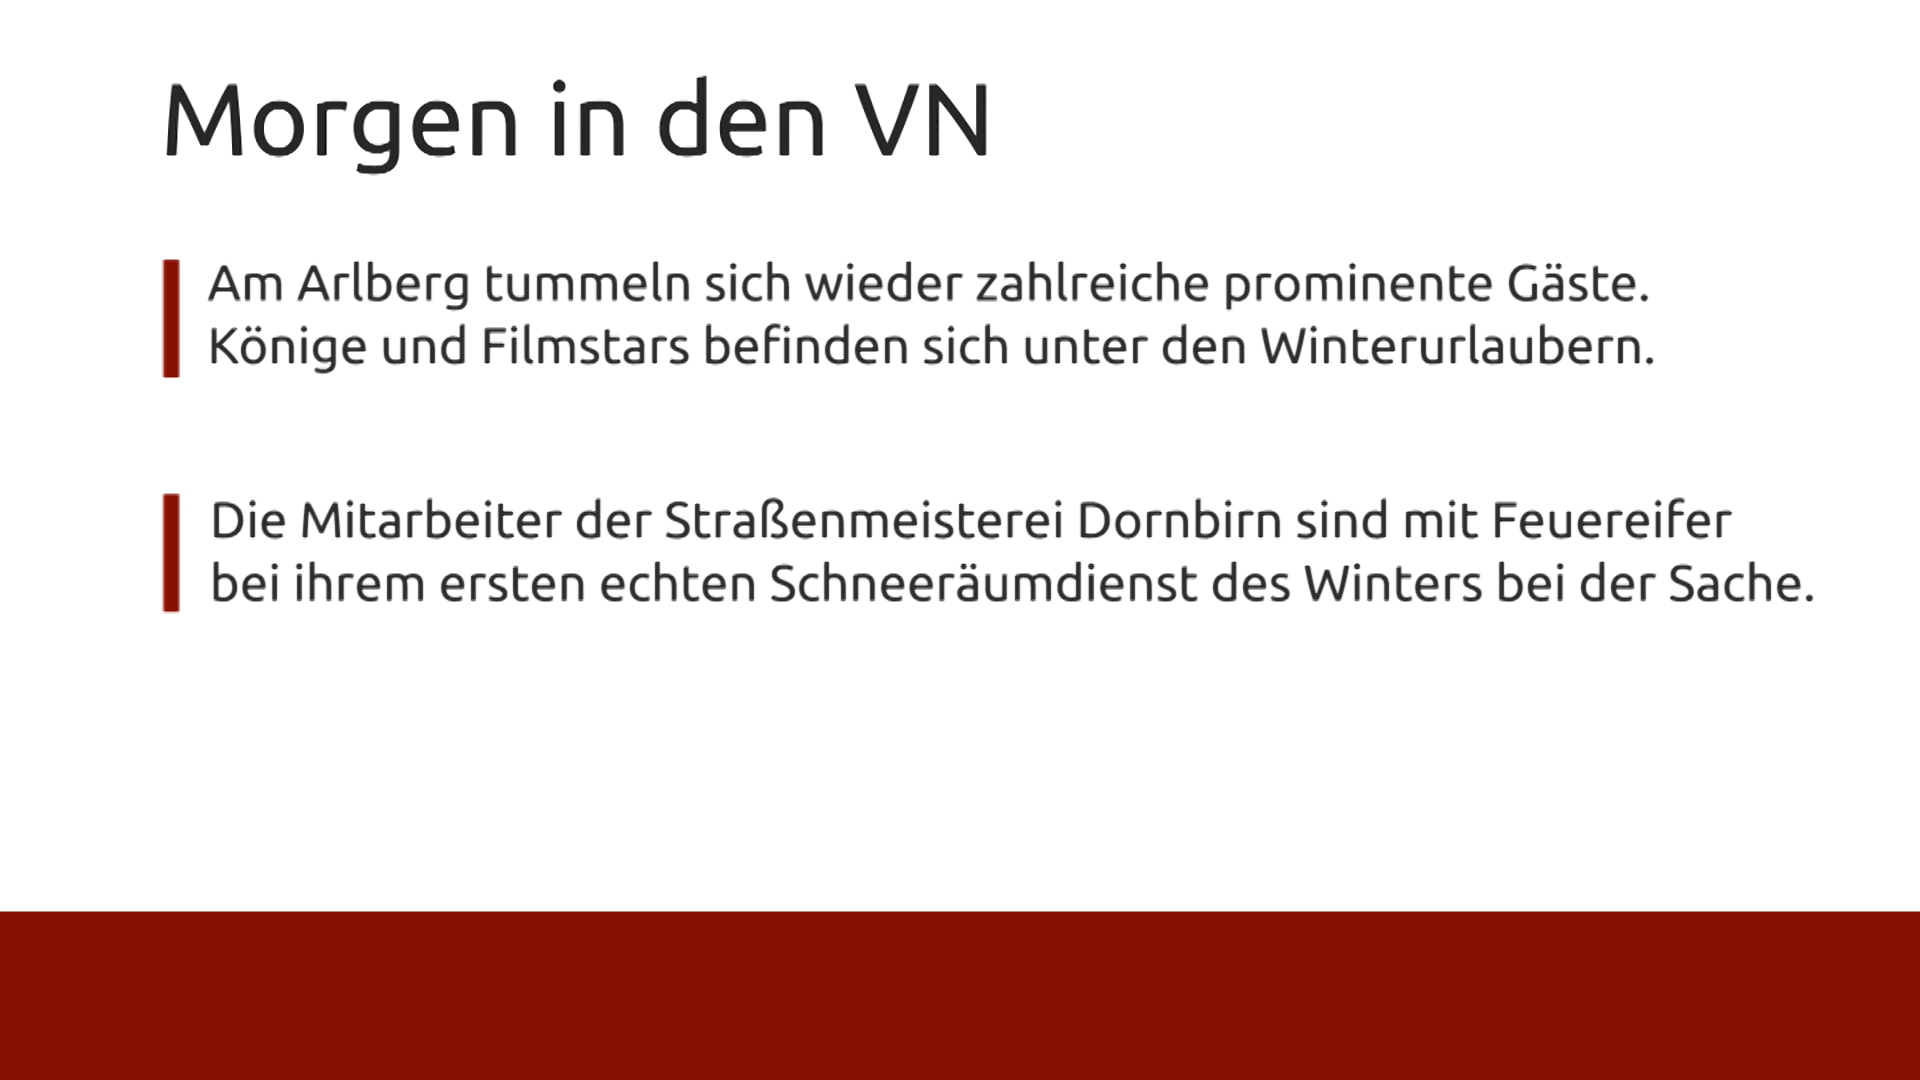 Morgen in den VN
Am Arlberg tummeln sich wieder zahlreiche prominente Gäste.
Könige und Filmstars befinden sich unter den Winterurlaubern.
Die Mitarbeiter der Straßenmeisterei Dornbirn sind mit Feuereifer
bei ihrem ersten echten Schneeräumdienst des Winters bei der Sache.